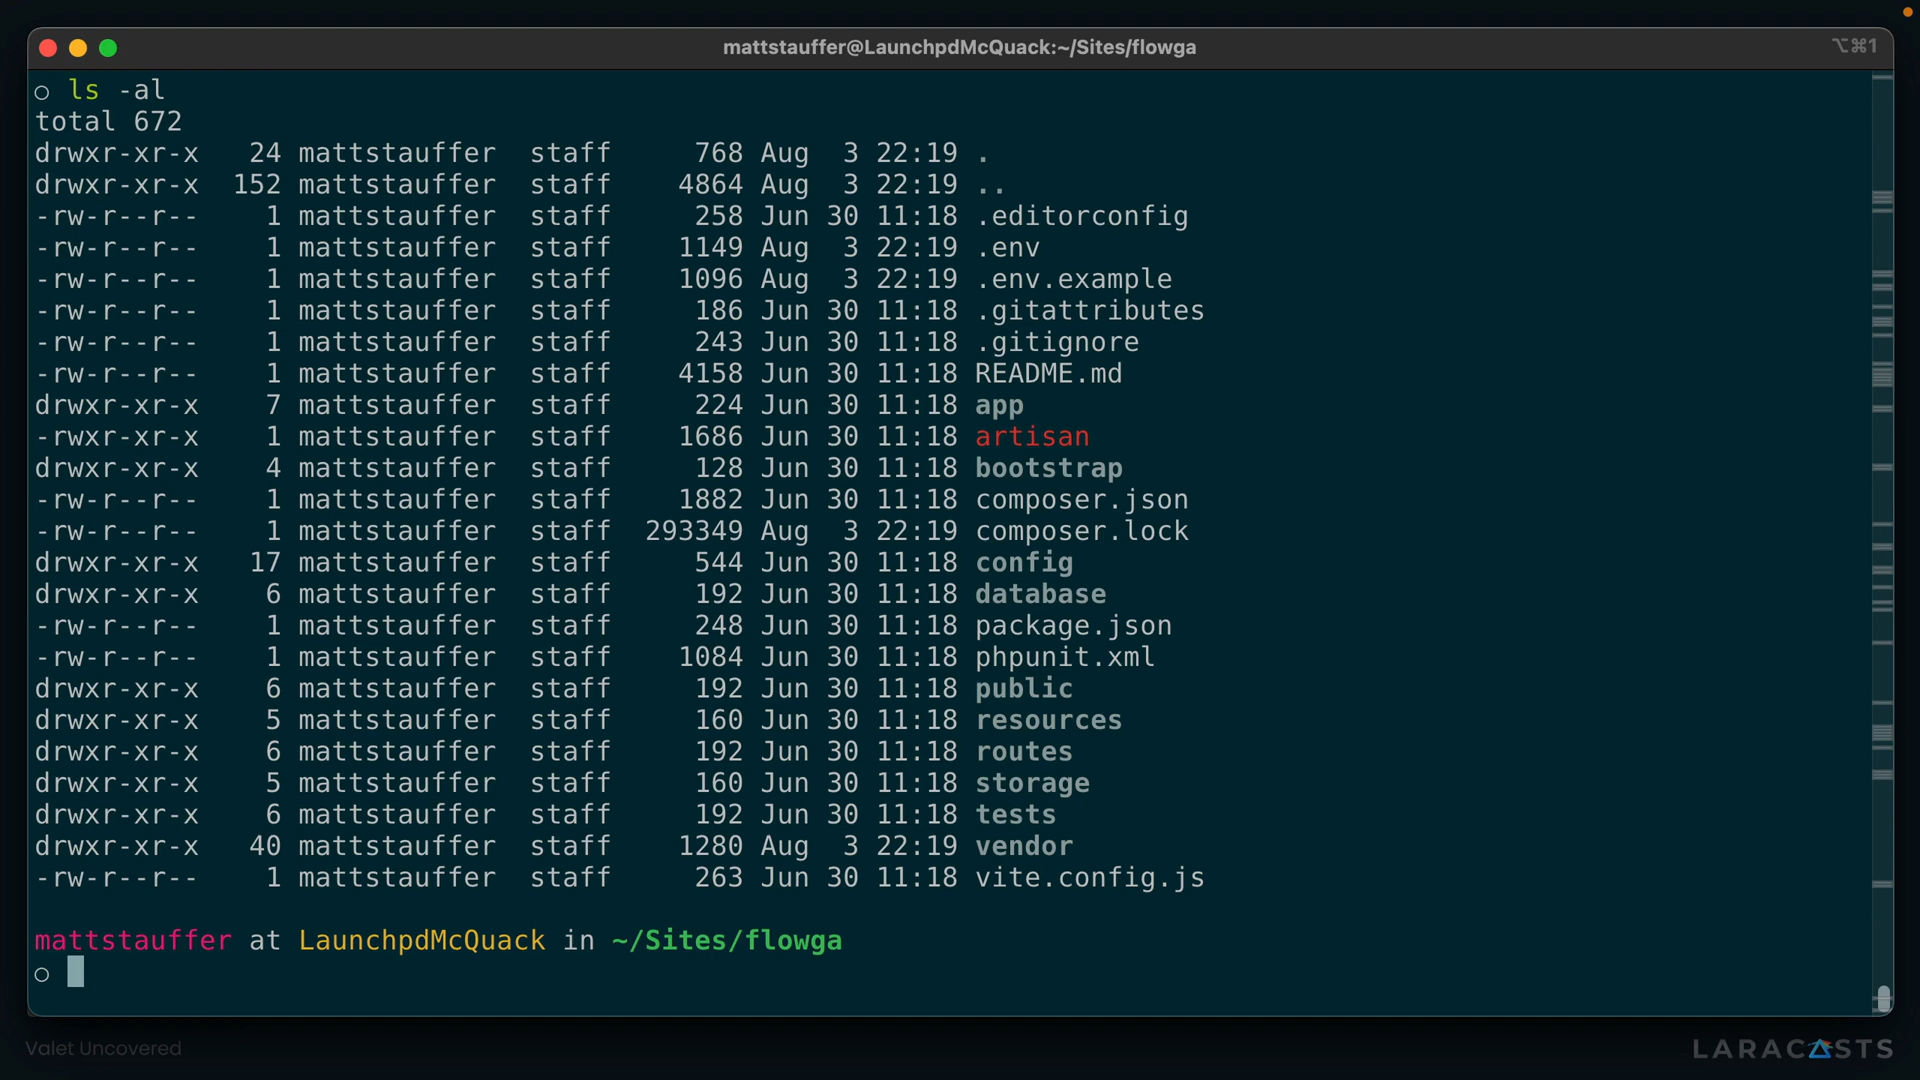 mattstauffer@LaunchpdMcQuack:~/Sites/flowga
⌥⌘1
○ ls -al
total 672
drwxr-xr-x   24 mattstauffer  staff     768 Aug  3 22:19 .
drwxr-xr-x  152 mattstauffer  staff    4864 Aug  3 22:19 ..
-rw-r--r--    1 mattstauffer  staff     258 Jun 30 11:18 .editorconfig
-rw-r--r--    1 mattstauffer  staff    1149 Aug  3 22:19 .env
-rw-r--r--    1 mattstauffer  staff    1096 Aug  3 22:19 .env.example
-rw-r--r--    1 mattstauffer  staff     186 Jun 30 11:18 .gitattributes
-rw-r--r--    1 mattstauffer  staff     243 Jun 30 11:18 .gitignore
-rw-r--r--    1 mattstauffer  staff    4158 Jun 30 11:18 README.md
drwxr-xr-x    7 mattstauffer  staff     224 Jun 30 11:18 app
-rwxr-xr-x    1 mattstauffer  staff    1686 Jun 30 11:18 artisan
drwxr-xr-x    4 mattstauffer  staff     128 Jun 30 11:18 bootstrap
-rw-r--r--    1 mattstauffer  staff    1882 Jun 30 11:18 composer.json
-rw-r--r--    1 mattstauffer  staff  293349 Aug  3 22:19 composer.lock
drwxr-xr-x   17 mattstauffer  staff     544 Jun 30 11:18 config
drwxr-xr-x    6 mattstauffer  staff     192 Jun 30 11:18 database
-rw-r--r--    1 mattstauffer  staff     248 Jun 30 11:18 package.json
-rw-r--r--    1 mattstauffer  staff    1084 Jun 30 11:18 phpunit.xml
drwxr-xr-x    6 mattstauffer  staff     192 Jun 30 11:18 public
drwxr-xr-x    5 mattstauffer  staff     160 Jun 30 11:18 resources
drwxr-xr-x    6 mattstauffer  staff     192 Jun 30 11:18 routes
drwxr-xr-x    5 mattstauffer  staff     160 Jun 30 11:18 storage
drwxr-xr-x    6 mattstauffer  staff     192 Jun 30 11:18 tests
drwxr-xr-x   40 mattstauffer  staff    1280 Aug  3 22:19 vendor
-rw-r--r--    1 mattstauffer  staff     263 Jun 30 11:18 vite.config.js
mattstauffer at LaunchpdMcQuack in ~/Sites/flowga
○
Valet Uncovered
LARACASTS